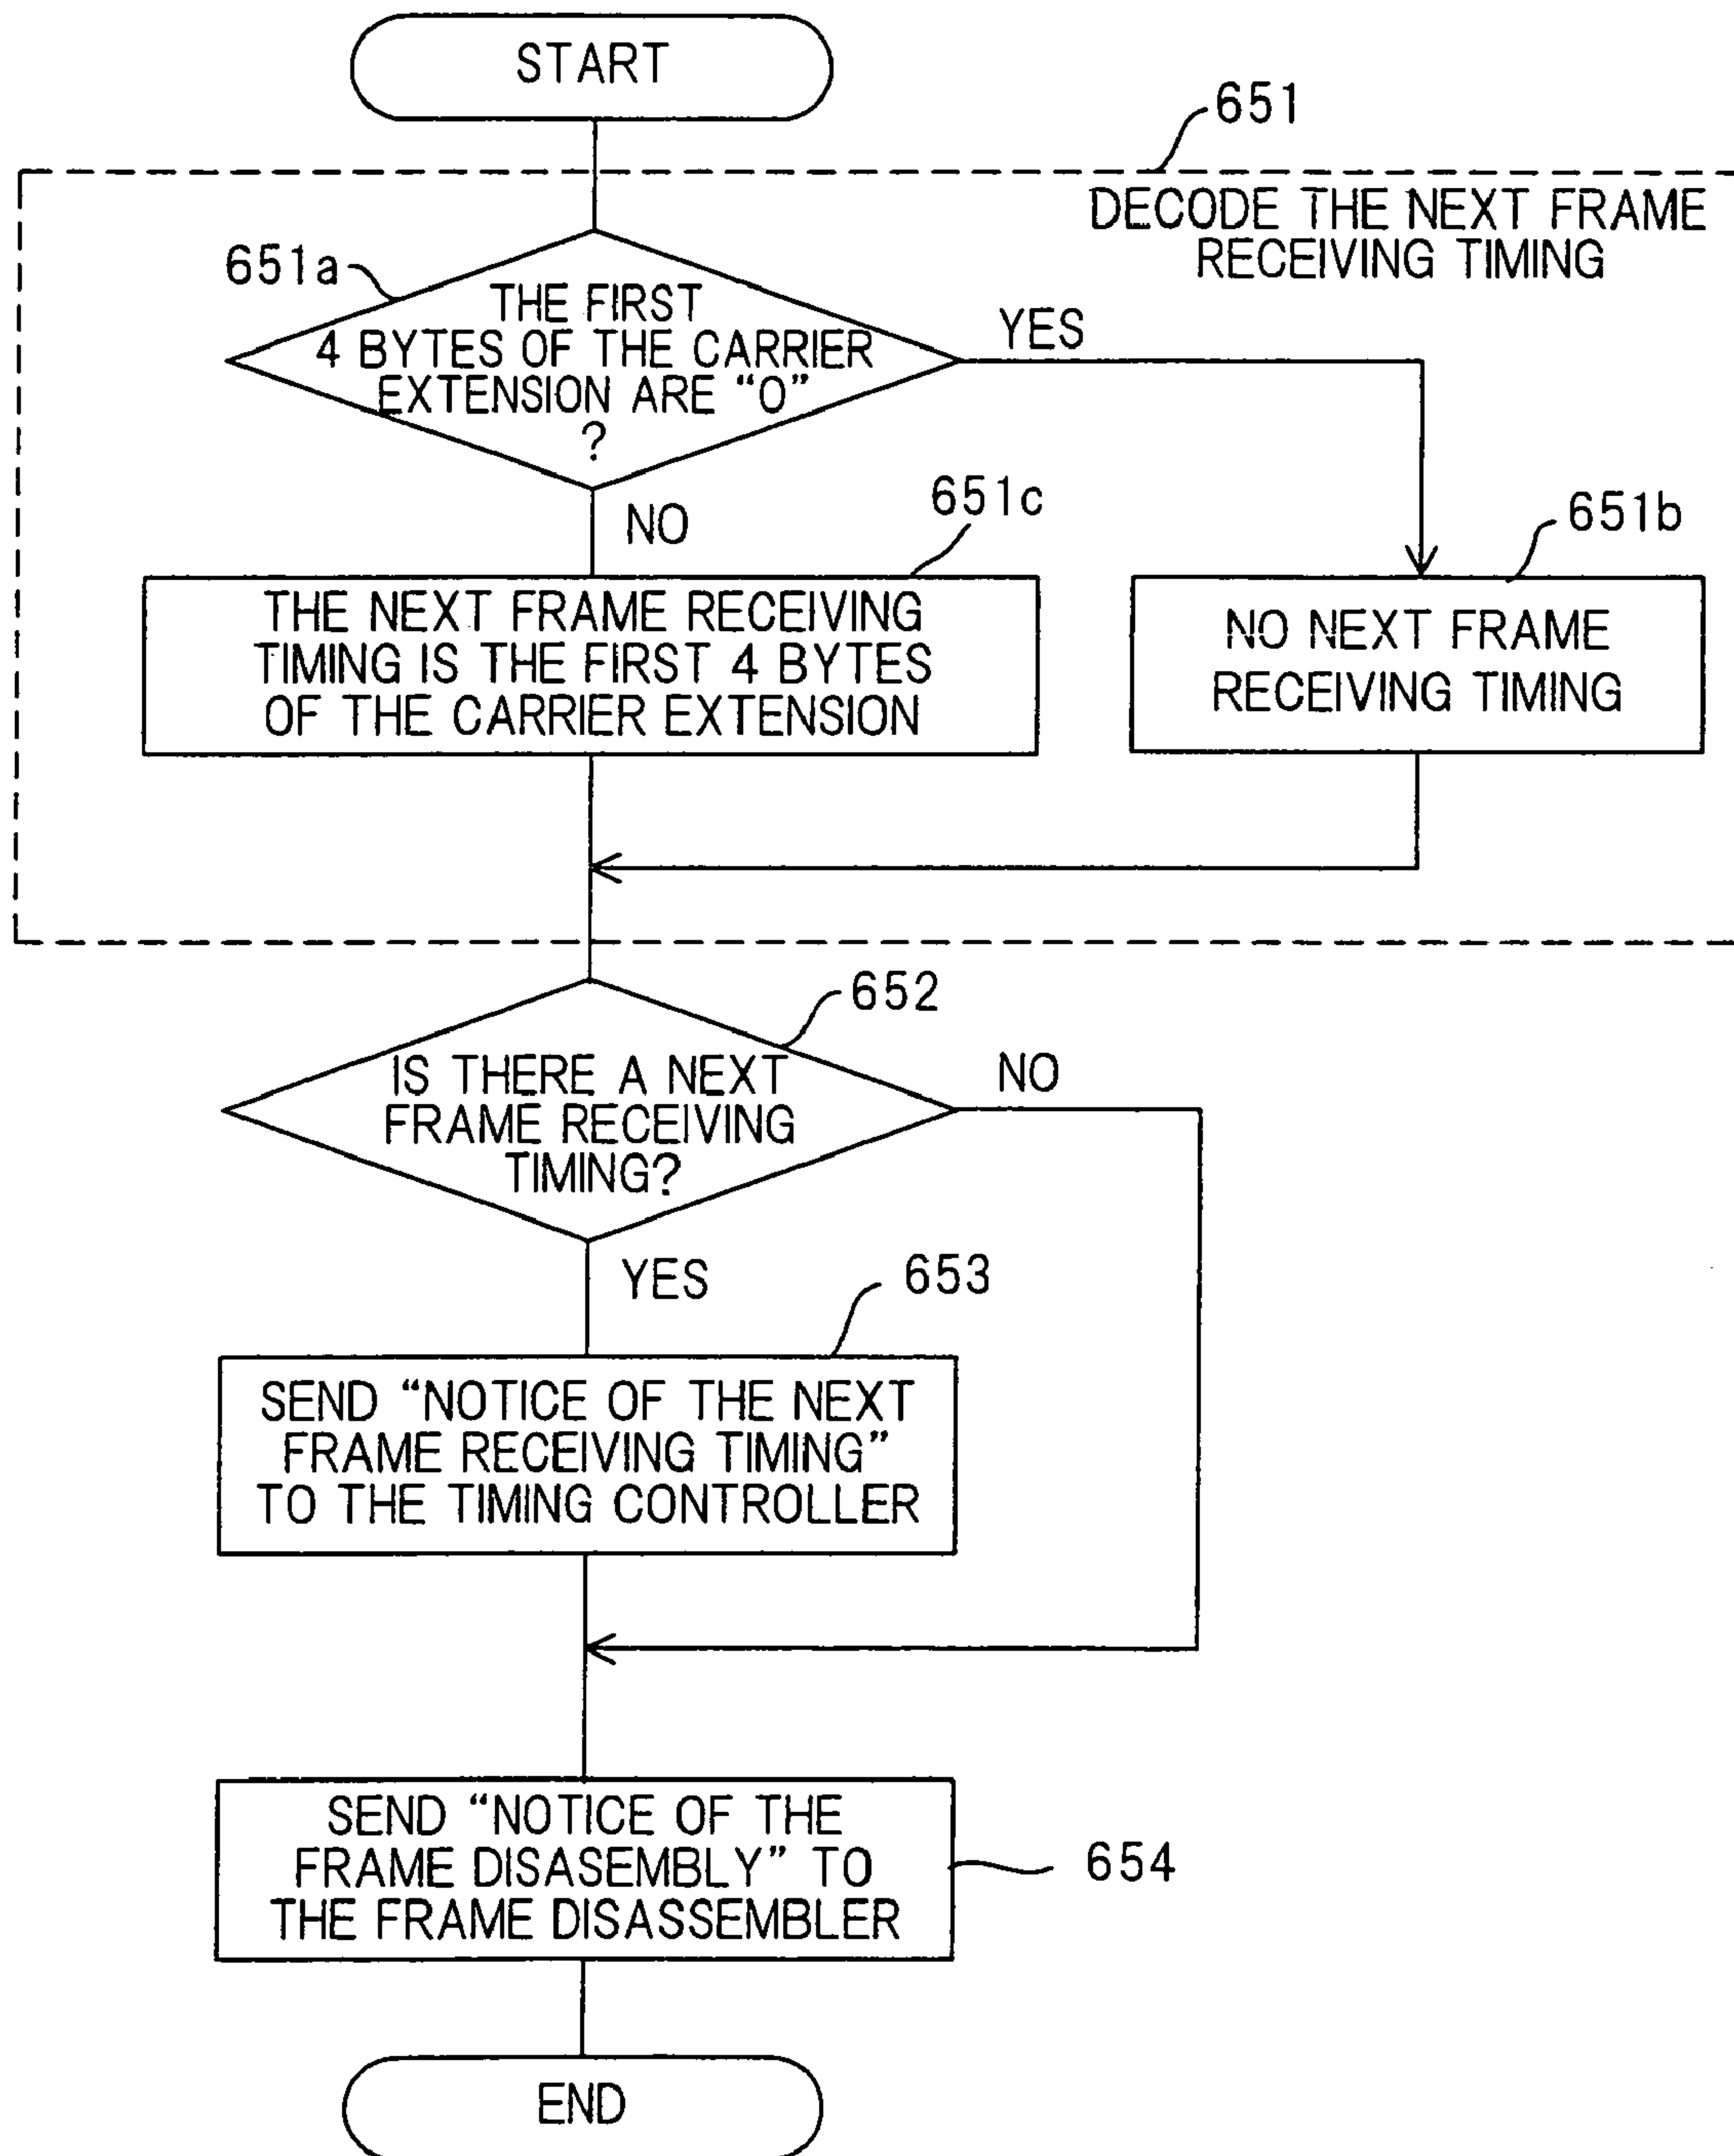 START
651
DECODE THE NEXT FRAME
RECEIVING TIMING
651a
THE FIRST
4 BYTES OF THE CARRIER
EXTENSION ARE “0”
?
YES
NO
651c
651b
THE NEXT FRAME RECEIVING
TIMING IS THE FIRST 4 BYTES
OF THE CARRIER EXTENSION
NO NEXT FRAME
RECEIVING TIMING
652
IS THERE A NEXT
FRAME RECEIVING
TIMING?
NO
YES
653
SEND “NOTICE OF THE NEXT
FRAME RECEIVING TIMING”
TO THE TIMING CONTROLLER
SEND “NOTICE OF THE
FRAME DISASEMBLY” TO
THE FRAME DISASSEMBLER
654
END